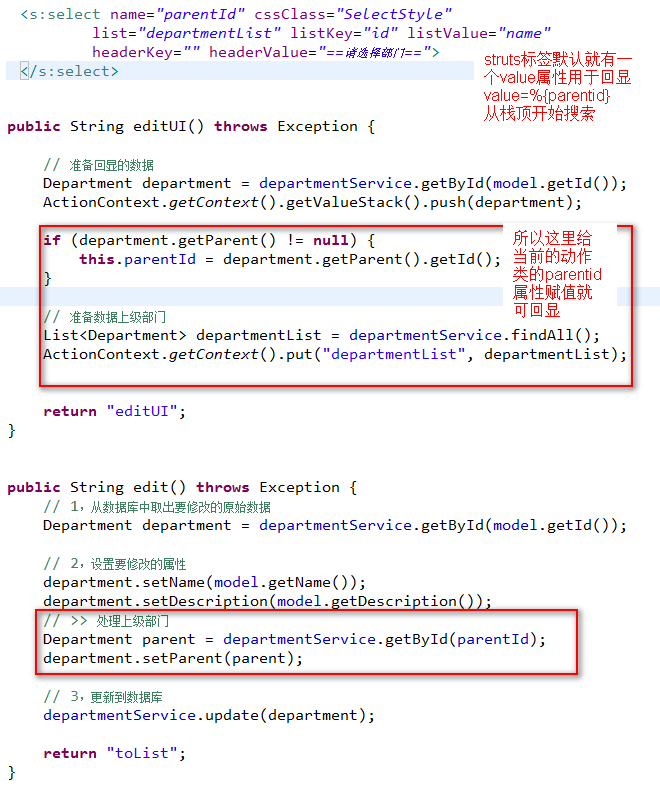 <s:select name="parentId" cssClass="SelectStyle"
list="departmentList" listKey="id" listValue="name"
headerKey="" headerValue="==请选择部门==">
</s:select>
struts标签默认就有一
个value属性用于回显
value=%{parentid}
从栈顶开始搜索
public String editUI() throws Exception {
// 准备回显的数据
Department department = departmentService.getById(model.getId());
ActionContext.getContext().getValueStack().push(department);
if (department.getParent() != null) {
this.parentId = department.getParent().getId();
}
所以这里给
当前的动作
类的parentid
属性赋值就
可回显
// 准备数据上级部门
List<Department> departmentList = departmentService.findAll();
ActionContext.getContext().put("departmentList", departmentList);
return "editUI";
}
public String edit() throws Exception {
// 1，从数据库中取出要修改的原始数据
Department department = departmentService.getById(model.getId());
// 2，设置要修改的属性
department.setName(model.getName());
department.setDescription(model.getDescription());
// >> 处理上级部门
Department parent = departmentService.getById(parentId);
department.setParent(parent);
// 3，更新到数据库
departmentService.update(department);
return "toList";
}